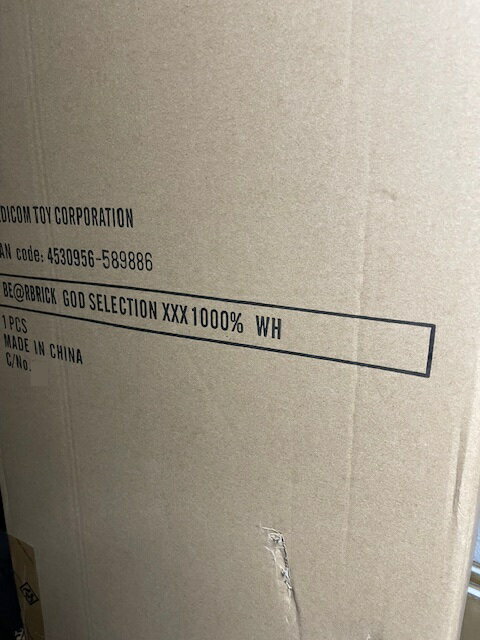 EDICOM TOY CORPORATION
AN code: 4530956-589886
BE@RBRICK GOD SELECTION XXX 1000% WH
1 PCS
MADE IN CHINA
C/No.